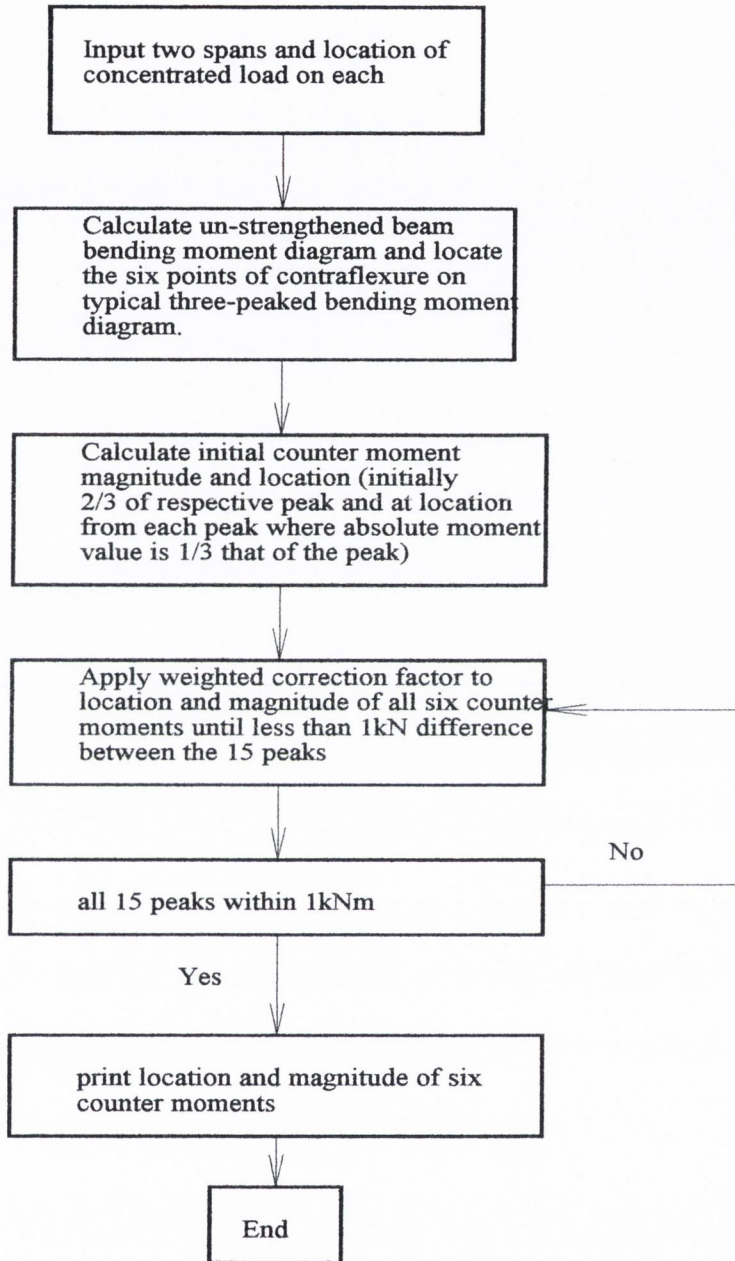 Input two spans and location of
concentrated load on each
Calculate un-strengthened beam
bending moment diagram and locate
the six points of contraflexure on
typical three-peaked bending moment
diagram.
Calculate initial counter moment
magnitude and location (initially
2/3 of respective peak and at location
from each peak where absolute moment
value is 1/3 that of the peak)
Apply weighted correction factor to
location and magnitude of all six counter
moments until less than 1kN difference
between the 15 peaks
No
all 15 peaks within 1kNm
Yes
print location and magnitude of six
counter moments
End